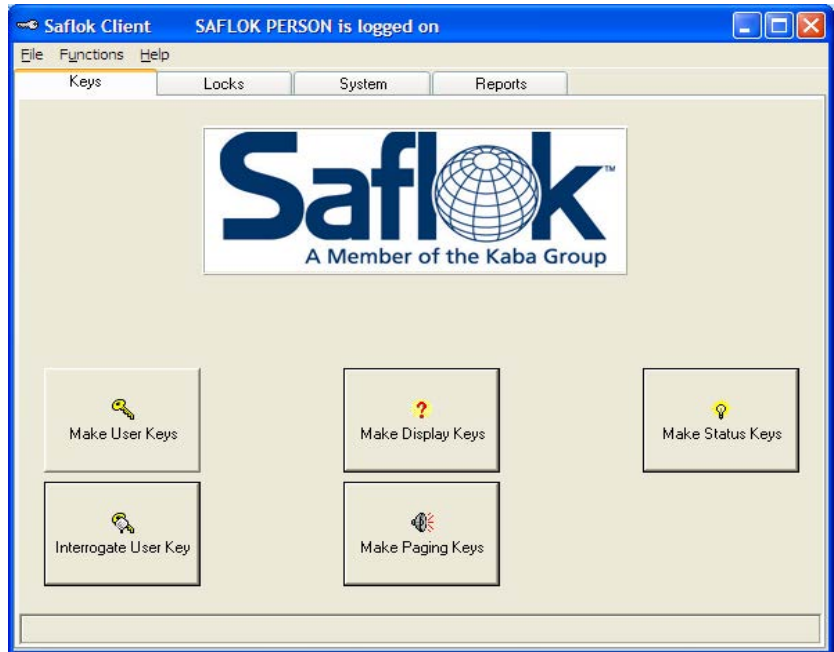 Saflok Client SAFLOK PERSON is logged on
File Functions Help
Keys Locks System Reports
Saflok™
A Member of the Kaba Group
Make User Keys Make Display Keys Make Status Keys
Interrogate User Key Make Paging Keys